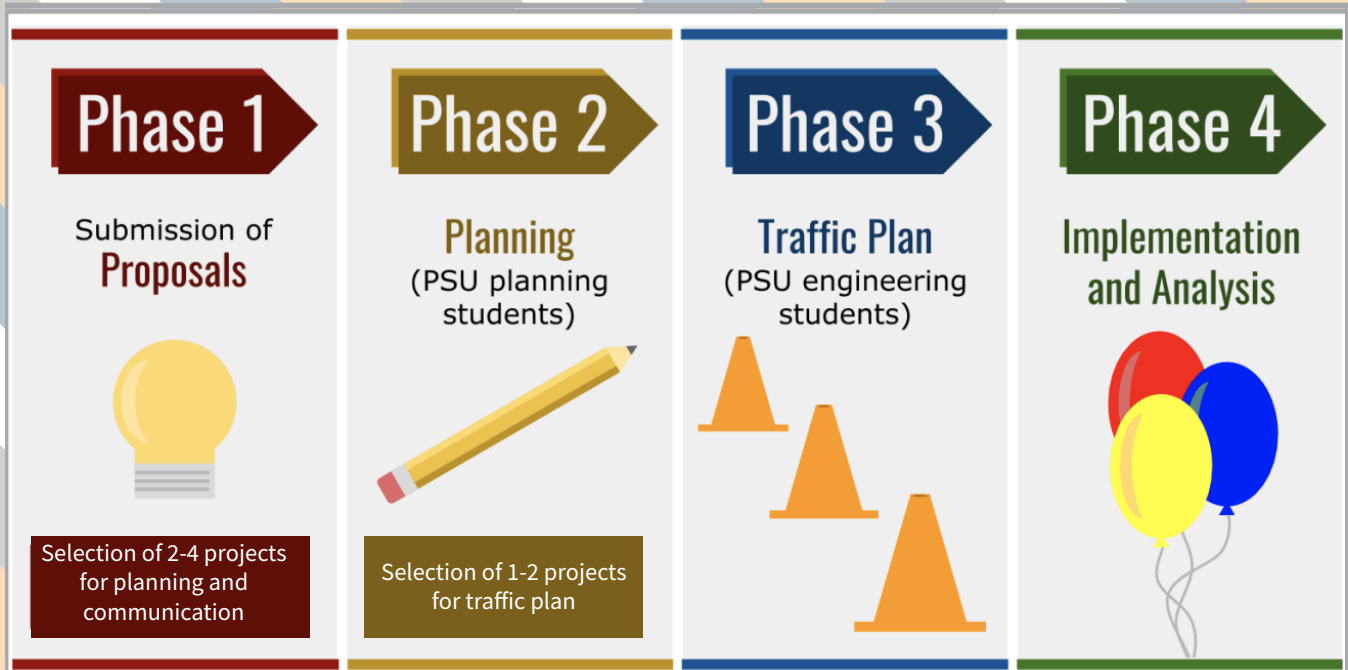 Phase 1
Submission of
Proposals
Selection of 2-4 projects
for planning and
communication
Phase 2
Planning
(PSU planning
students)
Selection of 1-2 projects
for traffic plan
Phase 3
Traffic Plan
(PSU engineering
students)
Phase 4
Implementation
and Analysis